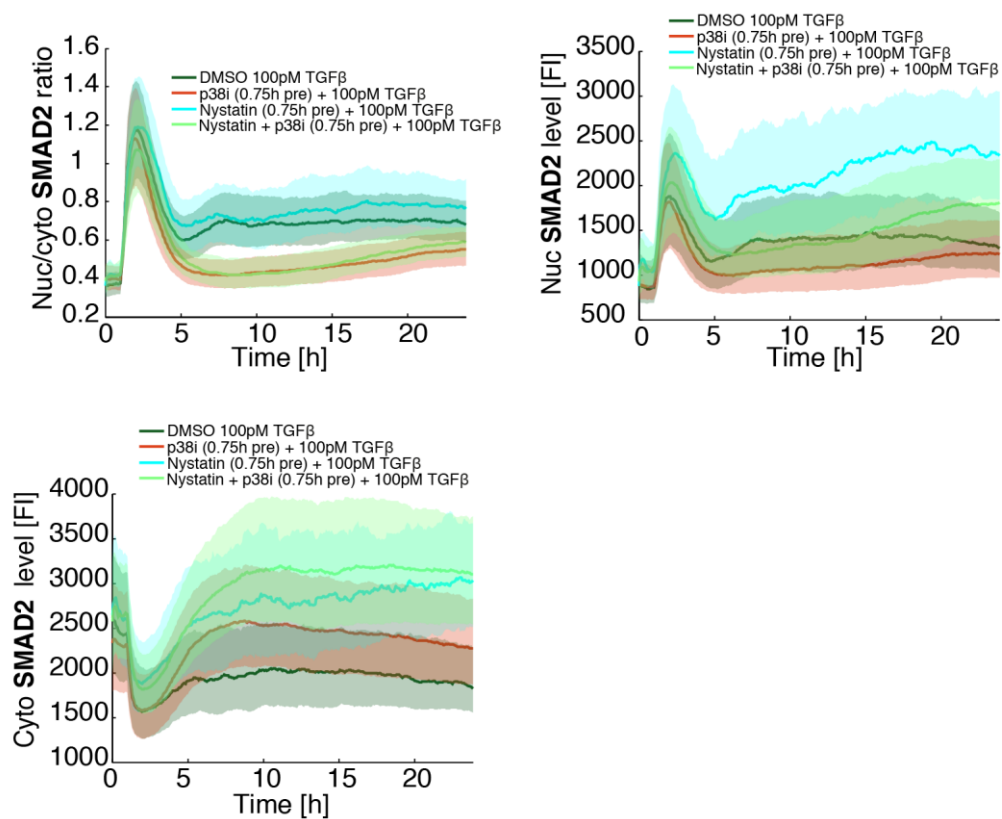 DMSO 100pM TGFβ
p38i (0.75h pre) + 100pM TGFβ
Nystatin (0.75h pre) + 100pM TGFβ
Nystatin + p38i (0.75h pre) + 100pM TGFβ
Nuc/cyto SMAD2 ratio
1.6
1.4
1.2
1
0.8
0.6
0.4
0.2
0 5 10 15 20
Time [h]
DMSO 100pM TGFβ
p38i (0.75h pre) + 100pM TGFβ
Nystatin (0.75h pre) + 100pM TGFβ
Nystatin + p38i (0.75h pre) + 100pM TGFβ
Nuc SMAD2 level [FI]
3500
3000
2500
2000
1500
1000
500
0 5 10 15 20
Time [h]
DMSO 100pM TGFβ
p38i (0.75h pre) + 100pM TGFβ
Nystatin (0.75h pre) + 100pM TGFβ
Nystatin + p38i (0.75h pre) + 100pM TGFβ
Cyto SMAD2 level [FI]
4000
3500
3000
2500
2000
1500
1000
0 5 10 15 20
Time [h]